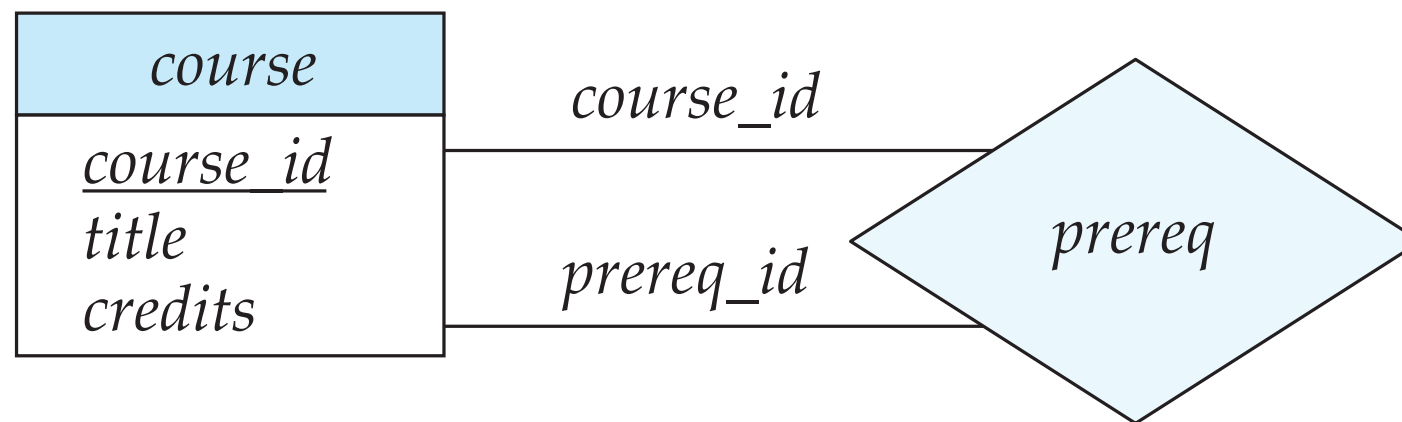 course
course_id
title
credits
course_id
prereq_id
prereq